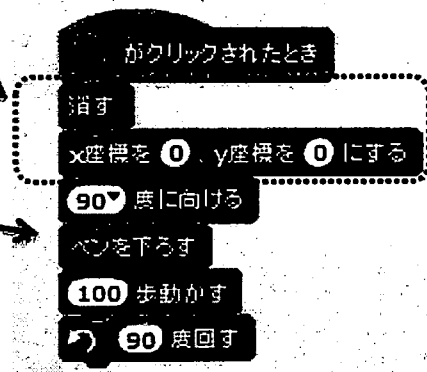 がクリックされたとき
消す
x座標を 0 、y座標を 0 にする
90▼ 度に向ける
ペンを下ろす
100 歩動かす
90 度回す